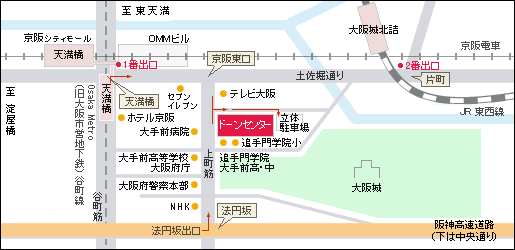 至 東天満
京阪シティモール
OMMビル
大阪城北詰
天満橋
京阪東口
京阪電車
1番出口
2番出口
土佐堀通り
片町
天満橋
天満橋
セブン
イレブン
テレビ大阪
JR 東西線
至 淀屋橋
Osaka Metro
(旧大阪市営地下鉄)谷町線
ホテル京阪
ドーンセンター
立体
駐車場
大手前病院
追手門学院小
大手前高等学校
大阪府庁
追手門学院
大手前高・中
上町筋
大阪府警察本部
大阪城
谷町筋
NHK
法円坂
法円坂出口
阪神高速道路
(下は中央通り)